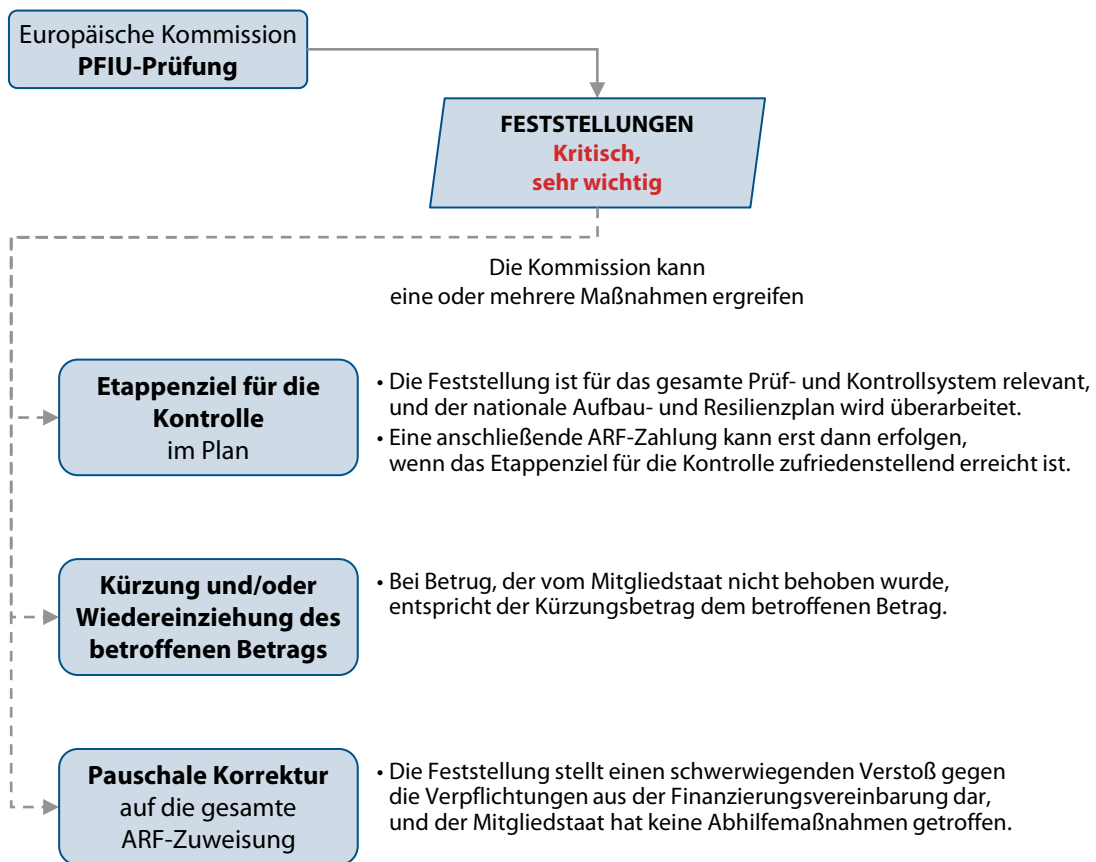 Europäische Kommission
PFIU-Prüfung
FESTSTELLUNGEN
Kritisch,
sehr wichtig
Die Kommission kann
eine oder mehrere Maßnahmen ergreifen
Etappenziel für die
Kontrolle
im Plan
• Die Feststellung ist für das gesamte Prüf- und Kontrollsystem relevant,
und der nationale Aufbau- und Resilienzplan wird überarbeitet.
• Eine anschließende ARF-Zahlung kann erst dann erfolgen,
wenn das Etappenziel für die Kontrolle zufriedenstellend erreicht ist.
Kürzung und/oder
Wiedereinziehung des
betroffenen Betrags
• Bei Betrug, der vom Mitgliedstaat nicht behoben wurde,
entspricht der Kürzungsbetrag dem betroffenen Betrag.
Pauschale Korrektur
auf die gesamte
ARF-Zuweisung
• Die Feststellung stellt einen schwerwiegenden Verstoß gegen
die Verpflichtungen aus der Finanzierungsvereinbarung dar,
und der Mitgliedstaat hat keine Abhilfemaßnahmen getroffen.